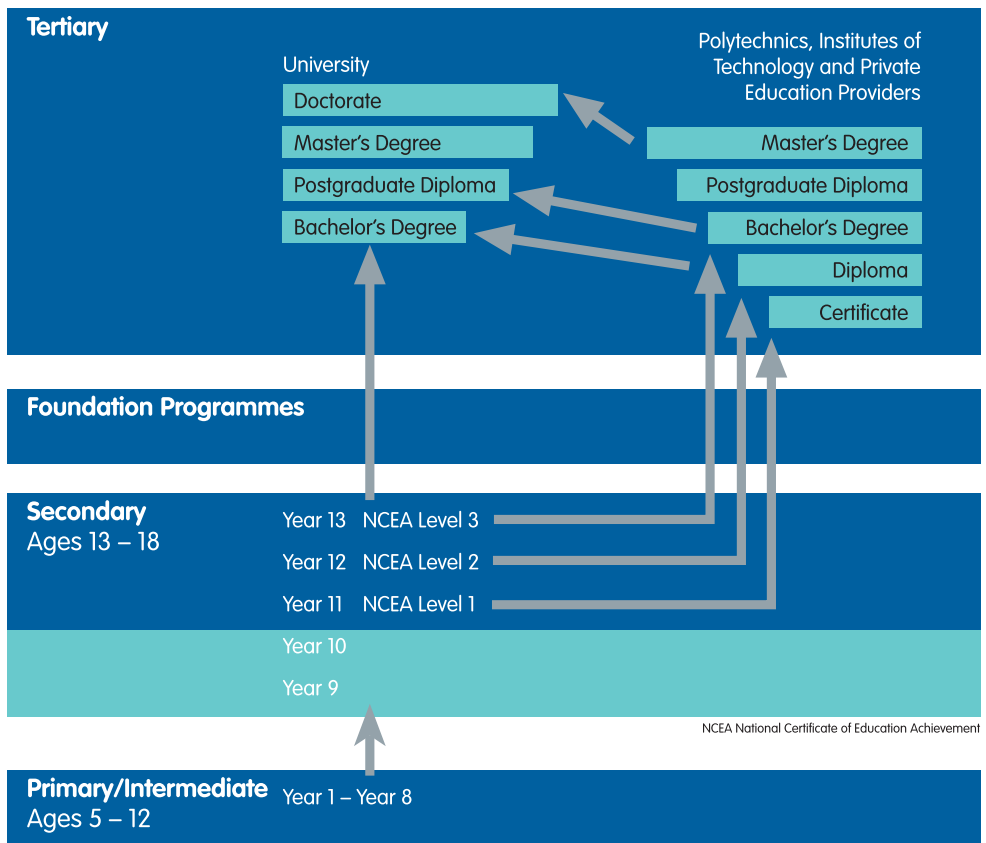 Tertiary
University
Doctorate
Master's Degree
Postgraduate Diploma
Bachelor's Degree
Polytechnics, Institutes of
Technology and Private
Education Providers
Master's Degree
Postgraduate Diploma
Bachelor's Degree
Diploma
Certificate
Foundation Programmes
Secondary
Ages 13 – 18
Year 13 NCEA Level 3
Year 12 NCEA Level 2
Year 11 NCEA Level 1
Year 10
Year 9
NCEA National Certificate of Education Achievement
Primary/Intermediate
Ages 5 – 12
Year 1 – Year 8